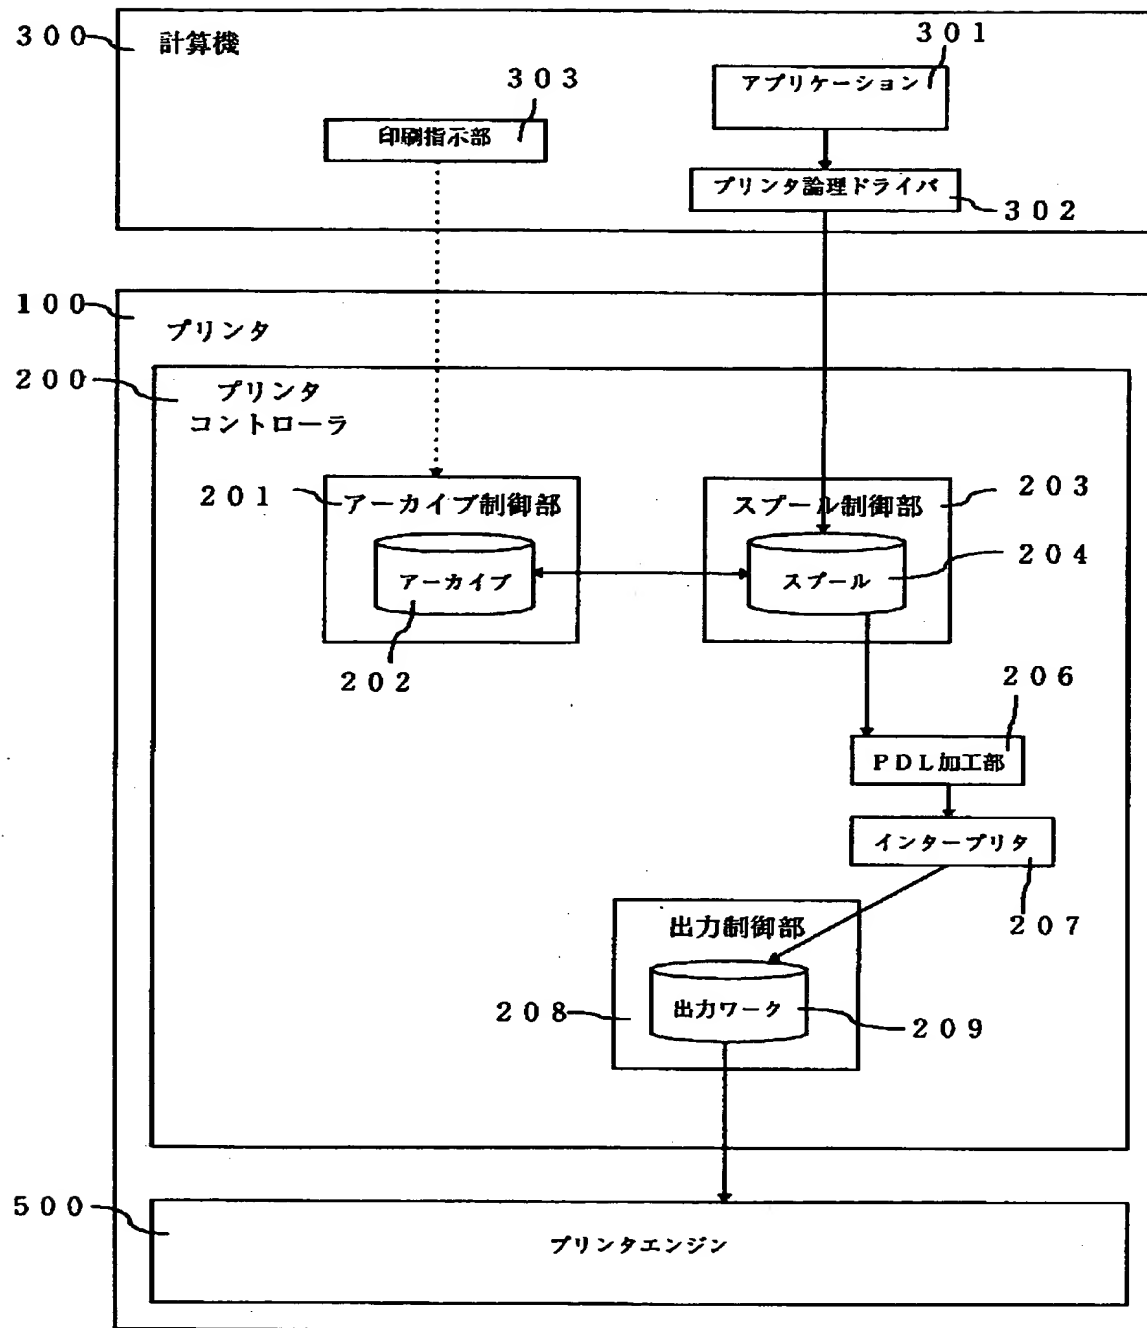 ３００
計算機
３０１
アプリケーション
３０３
印刷指示部
プリンタ論理ドライバ
３０２
１００
プリンタ
２００
プリンタ
コントローラ
２０１
アーカイブ制御部
スプール制御部
２０３
アーカイブ
スプール
２０４
２０２
２０６
ＰＤＬ加工部
インタープリタ
２０７
出力制御部
２０８
出力ワーク
２０９
５００
プリンタエンジン